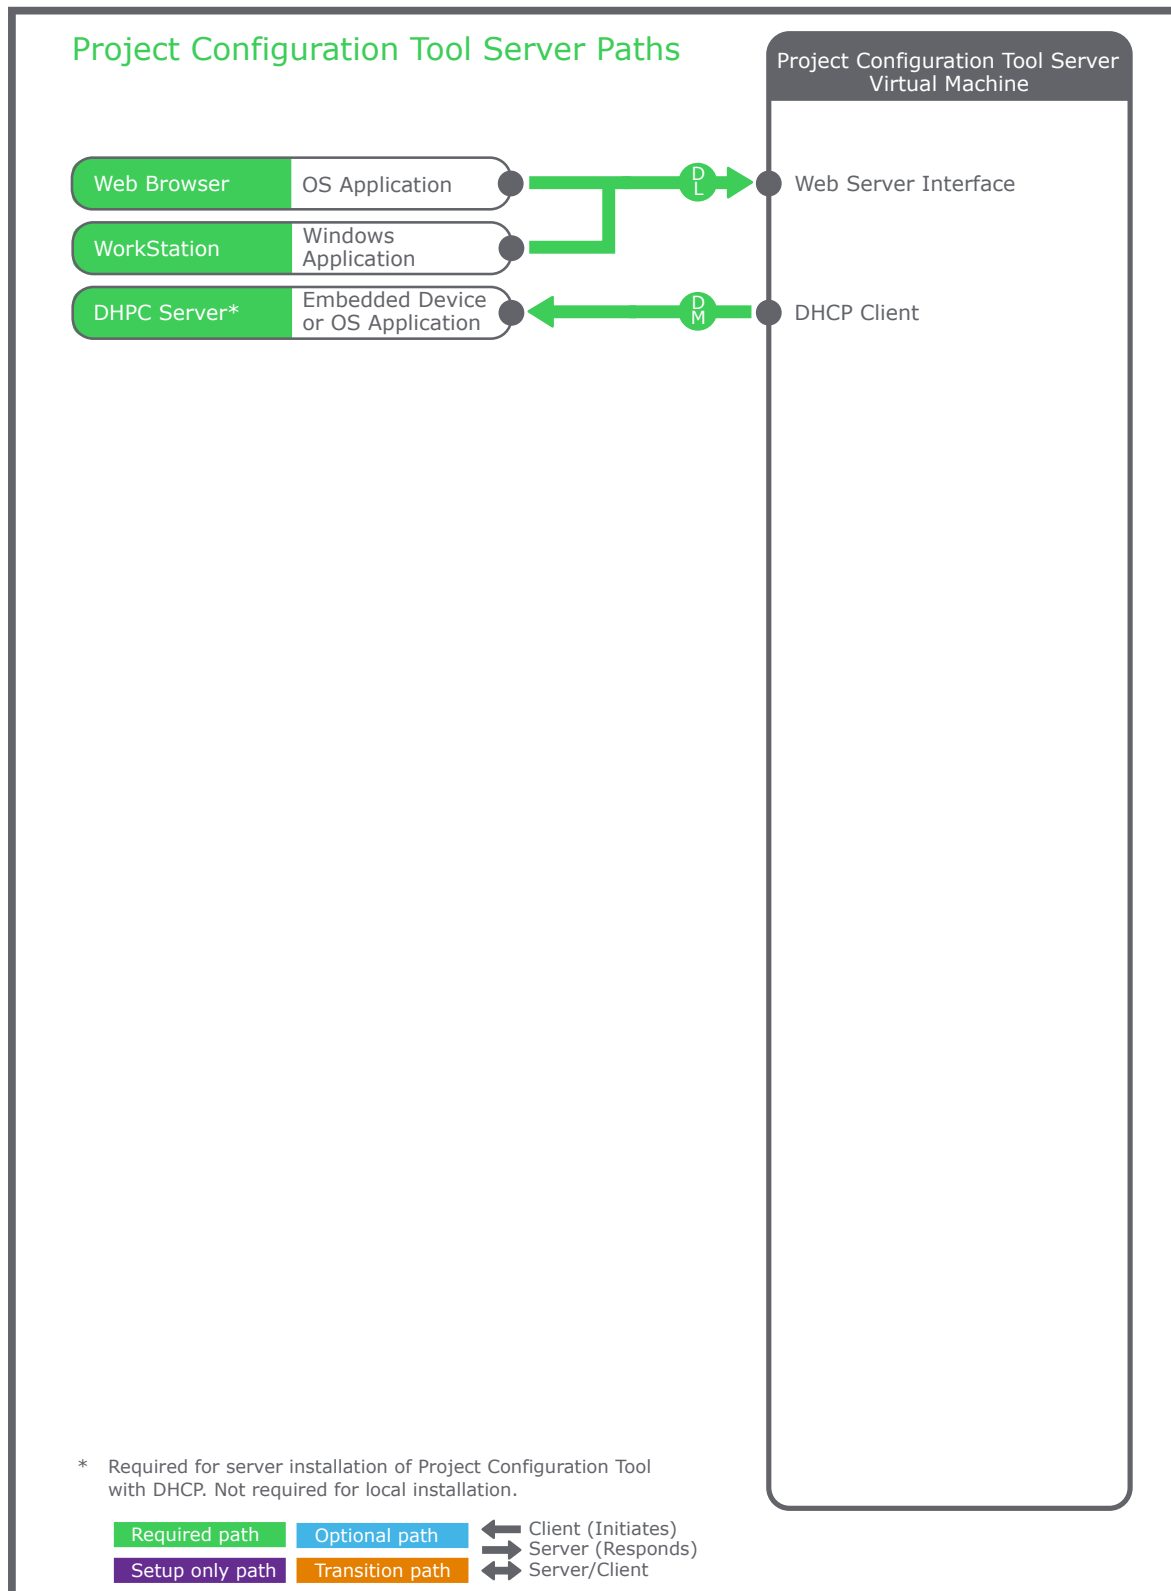 Project Configuration Tool Server Paths
Project Configuration Tool Server
Virtual Machine
Web Browser
OS Application
D
L
Web Server Interface
WorkStation
Windows
Application
DHPC Server*
Embedded Device
or OS Application
D
M
DHCP Client
* Required for server installation of Project Configuration Tool
with DHCP. Not required for local installation.
Required path
Optional path
Client (Initiates)
Server (Responds)
Setup only path
Transition path
Server/Client